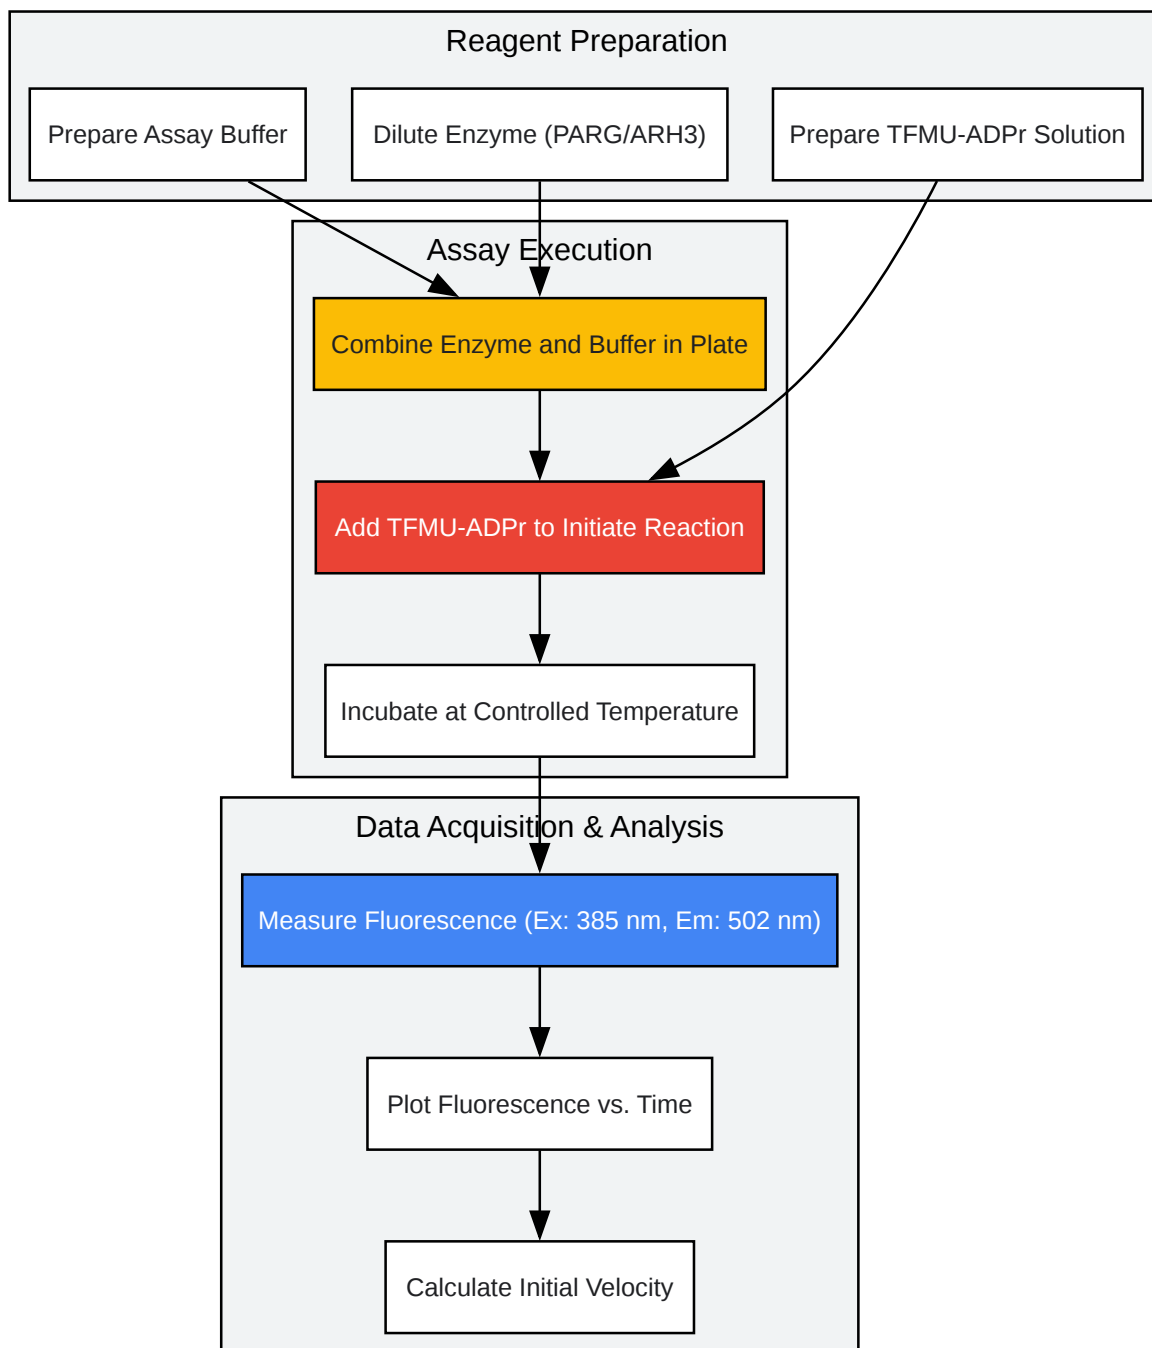 Reagent Preparation
Prepare Assay Buffer
Dilute Enzyme (PARG/ARH3)
Prepare TFMU-ADPr Solution
Assay Execution
Combine Enzyme and Buffer in Plate
Add TFMU-ADPr to Initiate Reaction
Incubate at Controlled Temperature
Data Acquisition & Analysis
Measure Fluorescence (Ex: 385 nm, Em: 502 nm)
Plot Fluorescence vs. Time
Calculate Initial Velocity